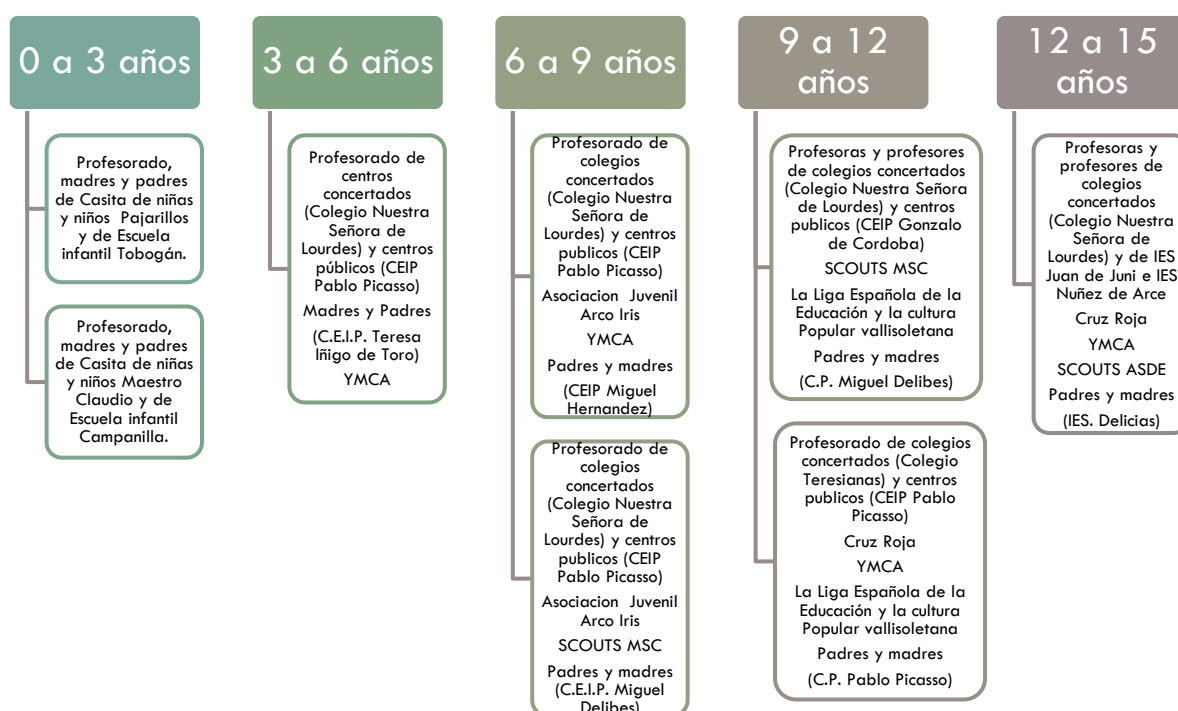 0 a 3 años
Profesorado,
madres y padres
de Casita de niñas
y niños Pajarillos
y de Escuela
infantil Tobogán.
Profesorado,
madres y padres
de Casita de niñas
y niños Maestro
Claudio y de
Escuela infantil
Campanilla.
3 a 6 años
Profesorado de
centros
concertados
(Colegio Nuestra
Señora de
Lourdes) y centros
públicos (CEIP
Pablo Picasso)
Madres y Padres
(C.E.I.P. Teresa
Iñigo de Toro)
YMCA
6 a 9 años
Profesorado de
colegios
concertados
(Colegio Nuestra
Señora de
Lourdes) y centros
publicos (CEIP
Pablo Picasso)
Asociacion Juvenil
Arco Iris
YMCA
Padres y madres
(CEIP Miguel
Hernandez)
Profesorado de
colegios
concertados
(Colegio Nuestra
Señora de
Lourdes) y centros
publicos (CEIP
Pablo Picasso)
Asociacion Juvenil
Arco Iris
SCOUTS MSC
Padres y madres
(C.E.I.P. Miguel
Delibes)
9 a 12
años
Profesoras y profesores
de colegios concertados
(Colegio Nuestra Señora
de Lourdes) y centros
publicos (CEIP Gonzalo
de Cordoba)
SCOUTS MSC
La Liga Española de la
Educación y la cultura
Popular vallisoletana
Padres y madres
(C.P. Miguel Delibes)
Profesorado de colegios
concertados (Colegio
Teresianas) y centros
publicos (CEIP Pablo
Picasso)
Cruz Roja
YMCA
La Liga Española de la
Educación y la cultura
Popular vallisoletana
Padres y madres
(C.P. Pablo Picasso)
12 a 15
años
Profesoras y
profesores de
colegios
concertados
(Colegio Nuestra
Señora de
Lourdes) y de IES
Juan de Juni e IES
Nuñez de Arce
Cruz Roja
YMCA
SCOUTS ASDE
Padres y madres
(IES. Delicias)